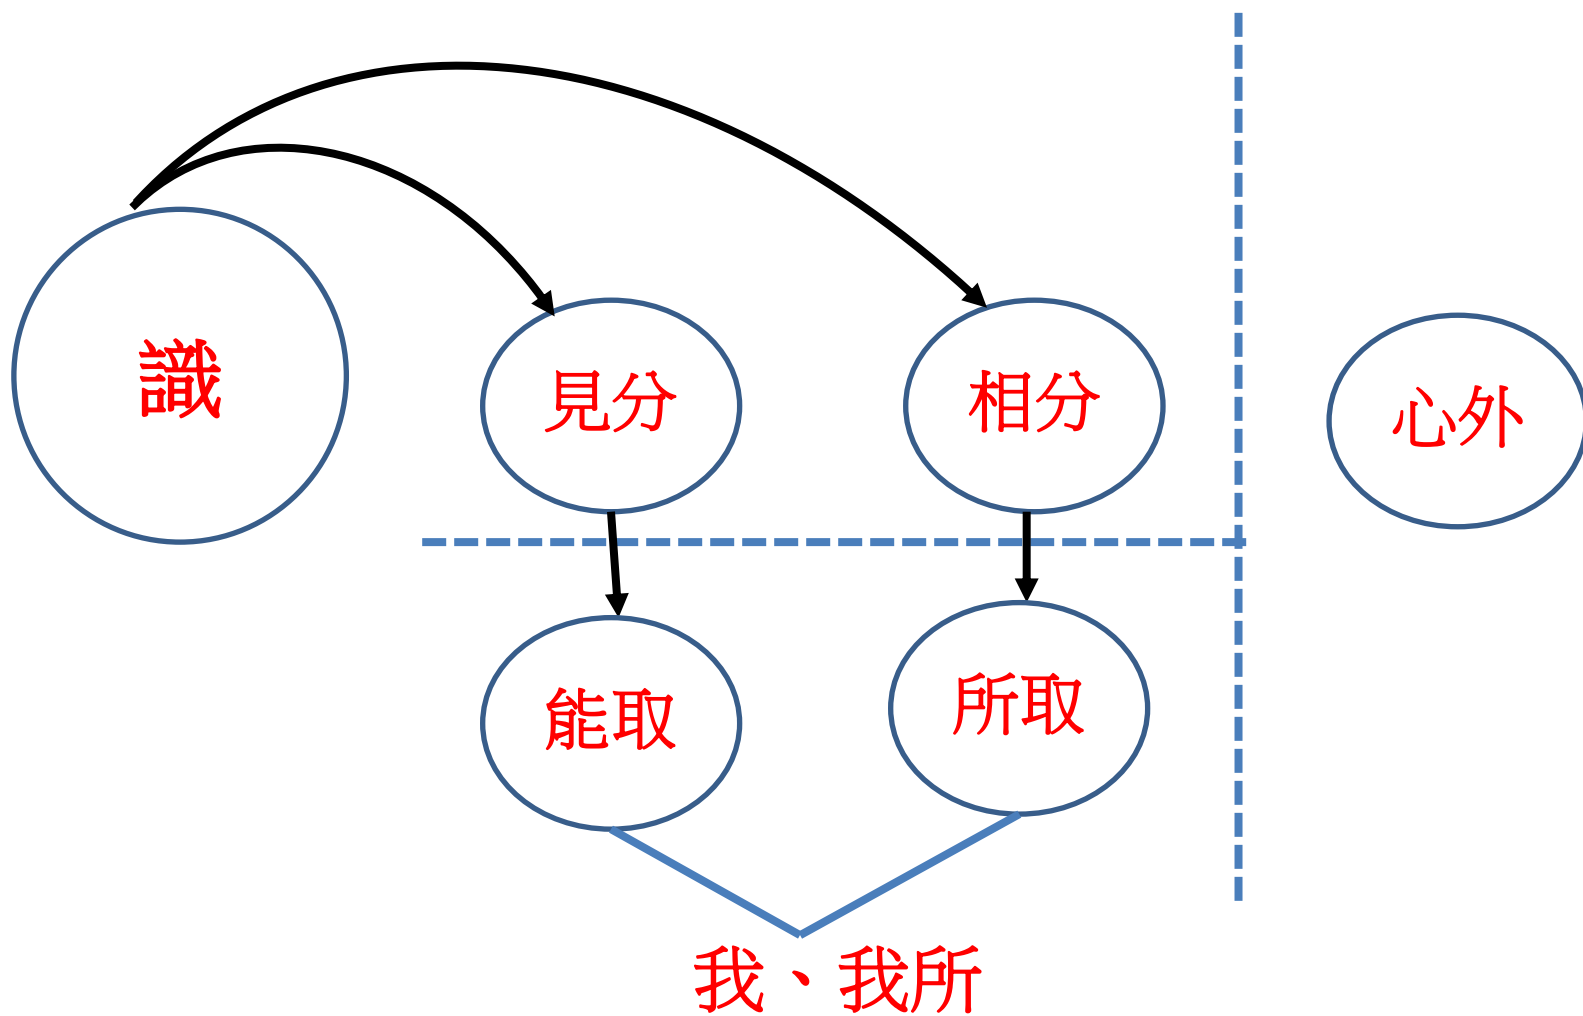 識
見分
相分
心外
能取
所取
我、我所